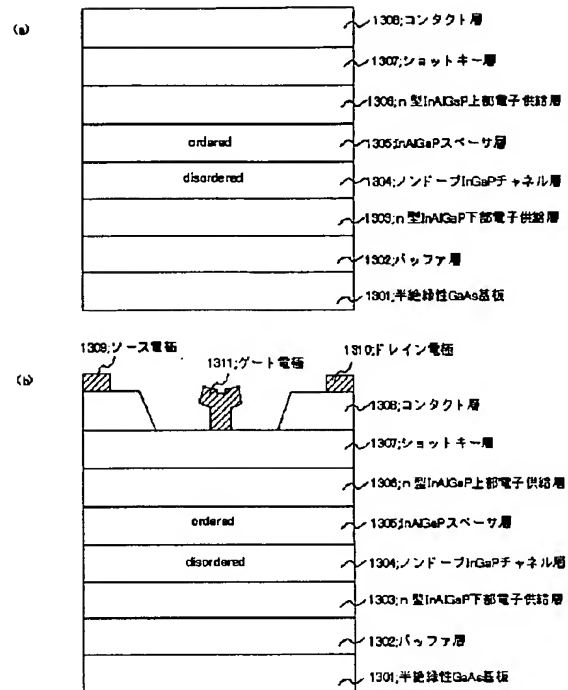 (a)
1308;コンタクト層
1307;ショットキー層
1306;n 型InAlGaP上部電子供給層
ordered
1305;InAlGaPスペーサ層
disordered
1304;ノンドープInGaPチャネル層
1303;n 型InAlGaP下部電子供給層
1302;バッファ層
1301;半絶縁性GaAs基板
(b)
1309;ソース電極
1311;ゲート電極
1310;ドレイン電極
1308;コンタクト層
1307;ショットキー層
1306;n 型InAlGaP上部電子供給層
ordered
1305;InAlGaPスペーサ層
disordered
1304;ノンドープInGaPチャネル層
1303;n 型InAlGaP下部電子供給層
1302;バッファ層
1301;半絶縁性GaAs基板